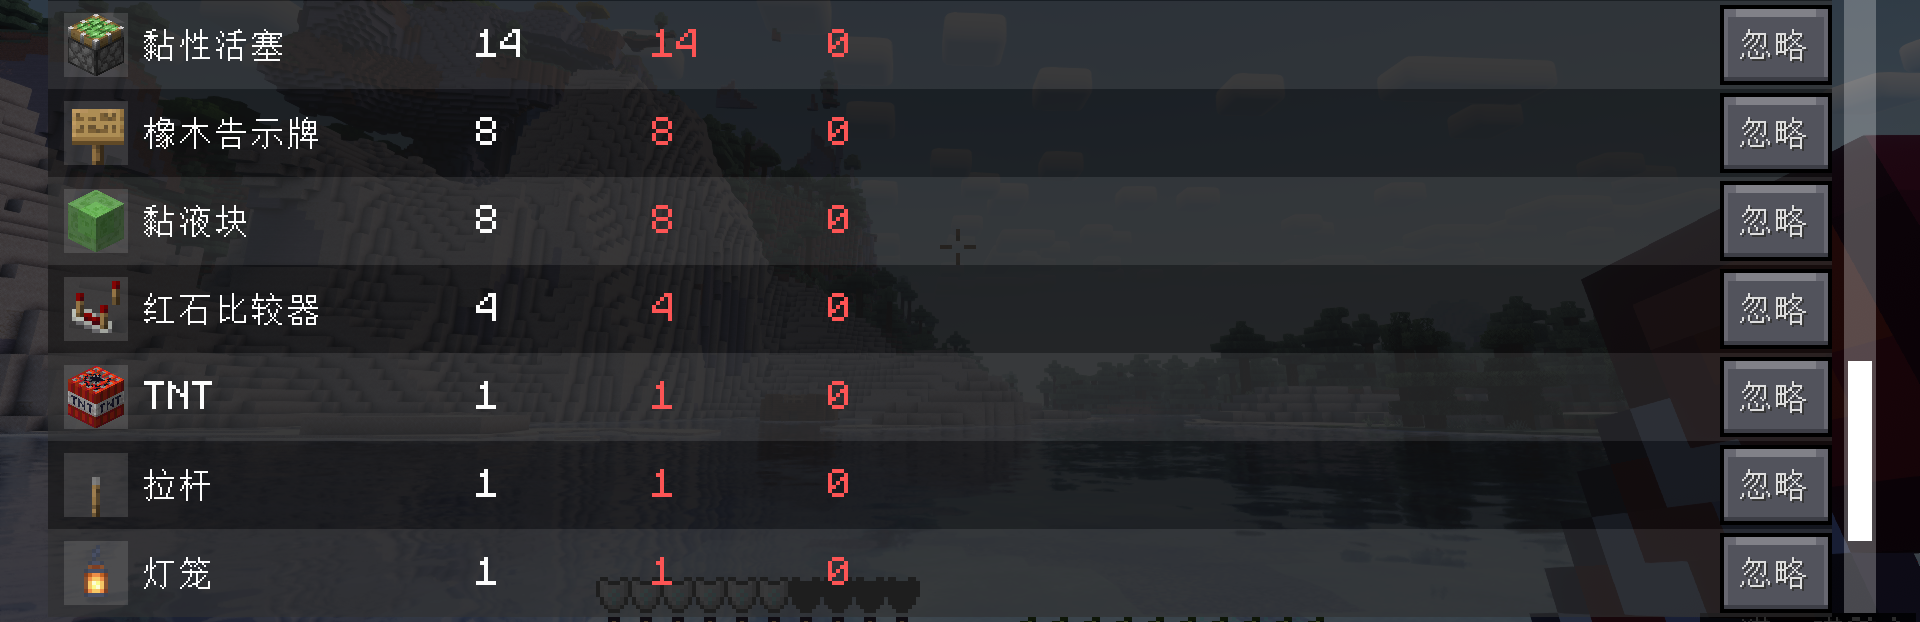 黏性活塞 14 14 0 忽略
橡木告示牌 8 8 0 忽略
黏液块 8 8 0 忽略
红石比较器 4 4 0 忽略
TNT 1 1 0 忽略
拉杆 1 1 0 忽略
灯笼 1 1 0 忽略